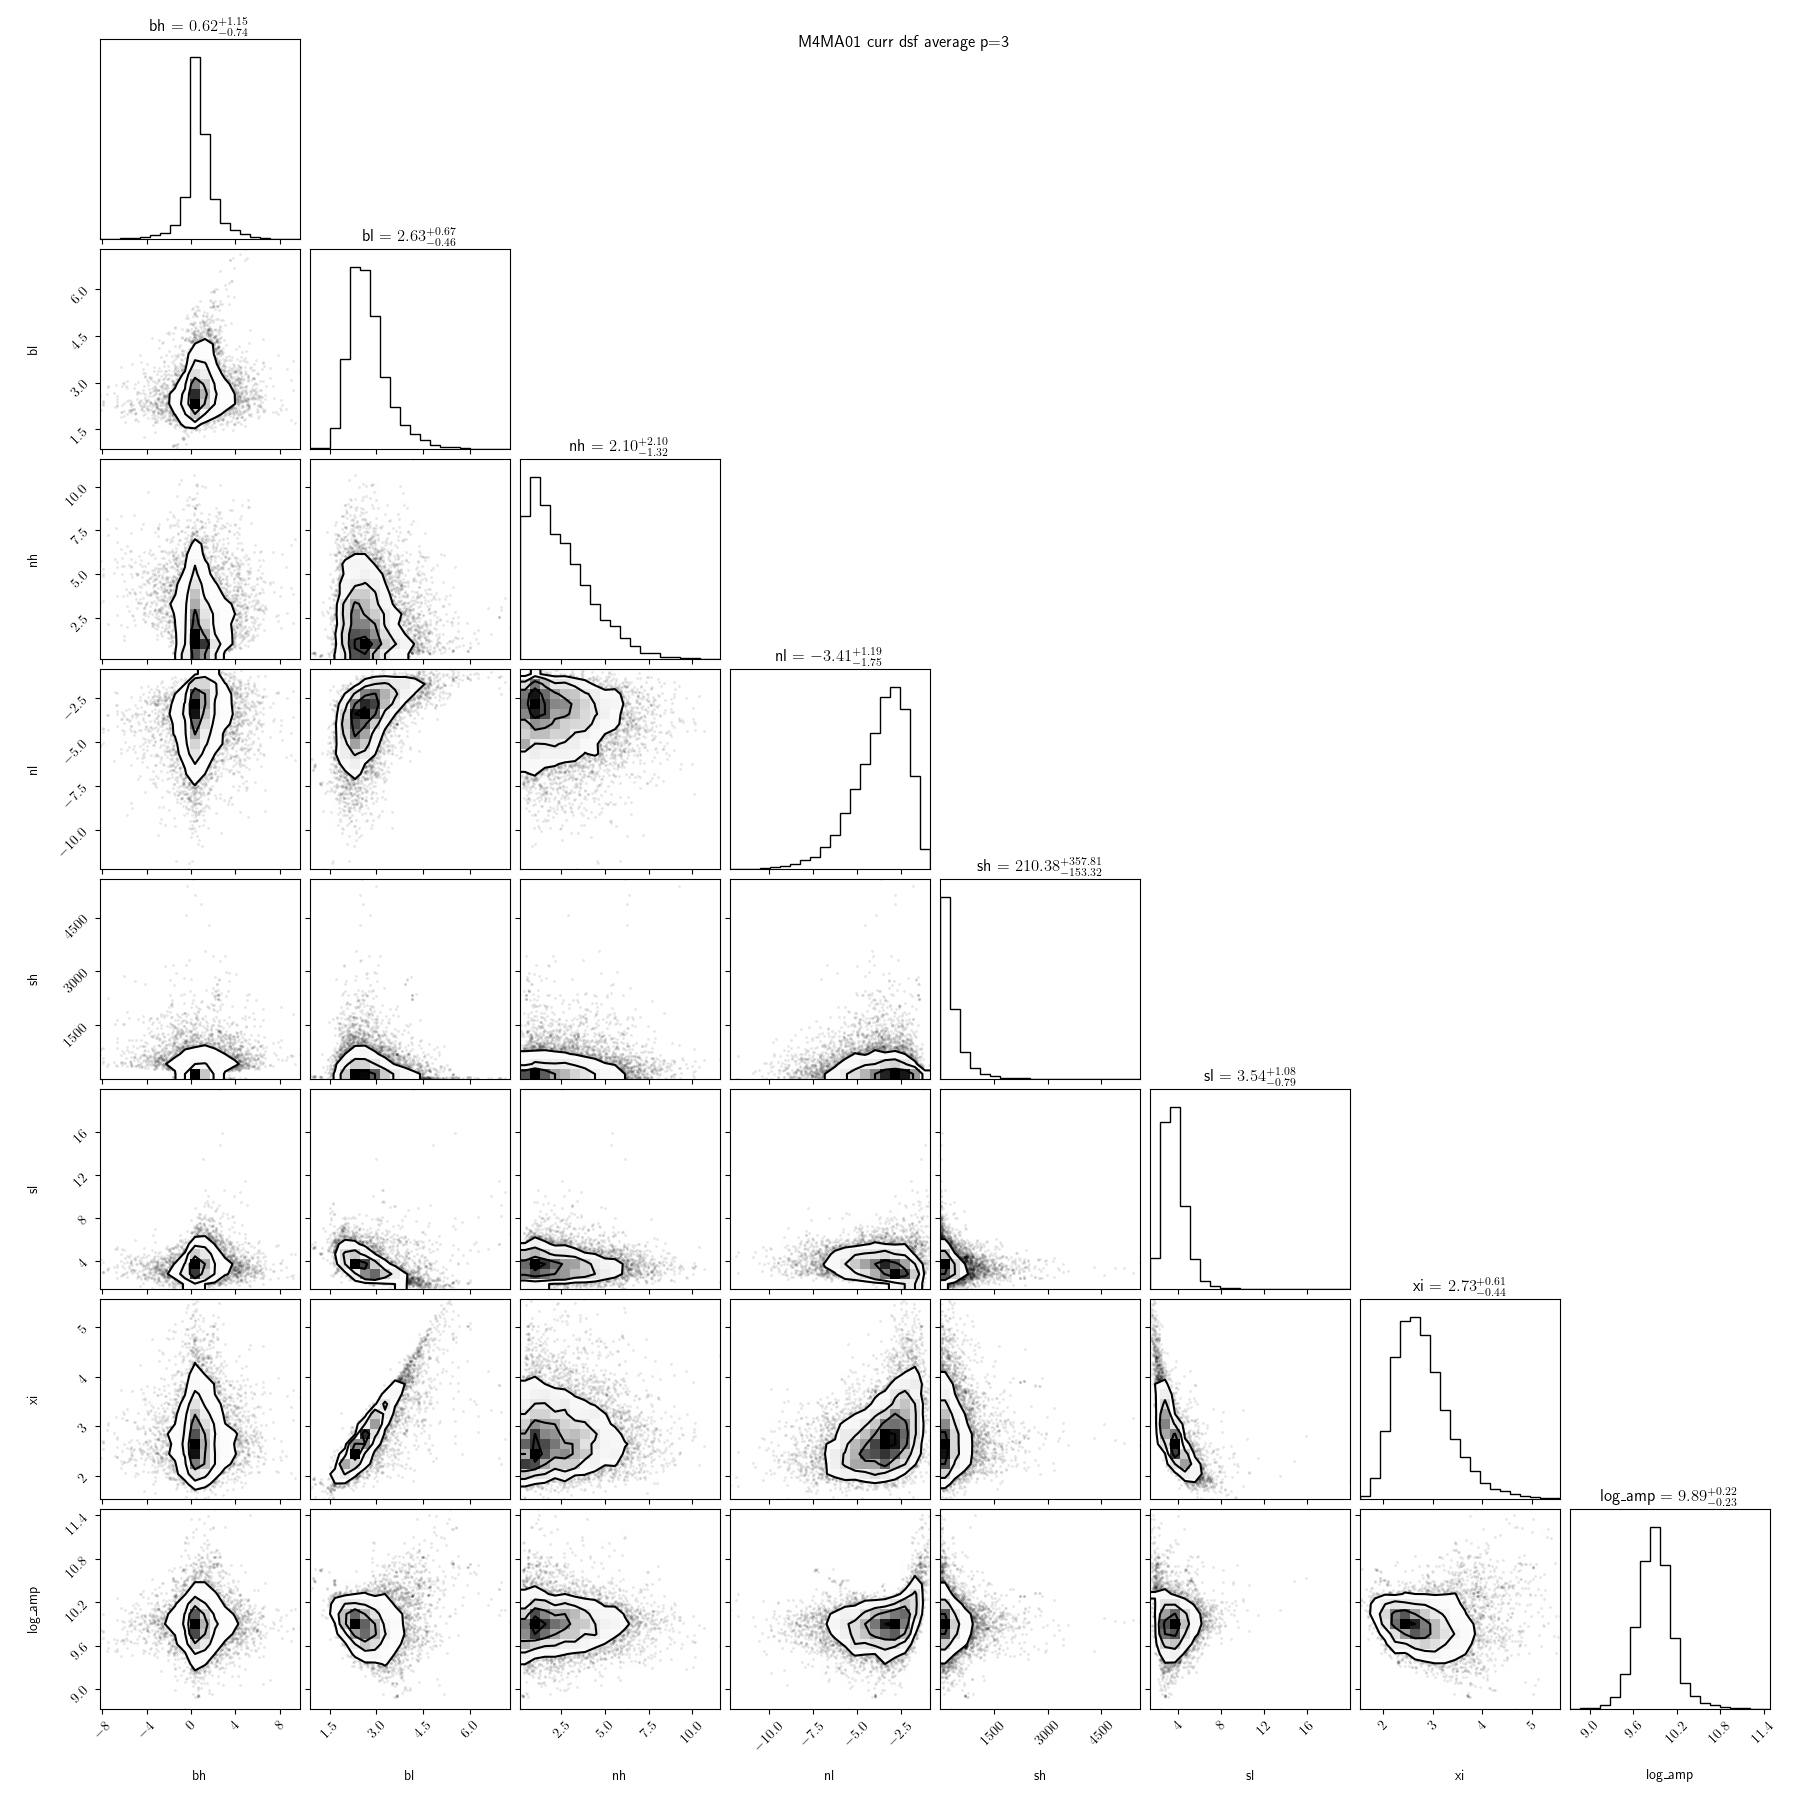 M4MA01 curr dsf average p=3
bh = 0.62+1.15−0.74
bl = 2.63+0.67−0.46
bl
6.0
4.5
3.0
1.5
nh = 2.10+2.10−1.32
nh
10.0
7.5
5.0
2.5
nl = −3.41+1.19−1.75
nl
−2.5
−5.0
−7.5
−10.0
sh = 210.38+357.81−153.32
sh
4500
3000
1500
sl = 3.54+1.08−0.79
sl
16
12
8
4
xi = 2.73+0.61−0.44
xi
5
4
3
2
log_amp = 9.89+0.22−0.23
log_amp
11.4
10.8
10.2
9.6
9.0
−8 −4 0 4 8
1.5 3.0 4.5 6.0
2.5 5.0 7.5 10.0
−10.0 −7.5 −5.0 −2.5
1500 3000 4500
4 8 12 16
2 3 4 5
9.0 9.6 10.2 10.8 11.4
bh bl nh nl sh sl xi log_amp